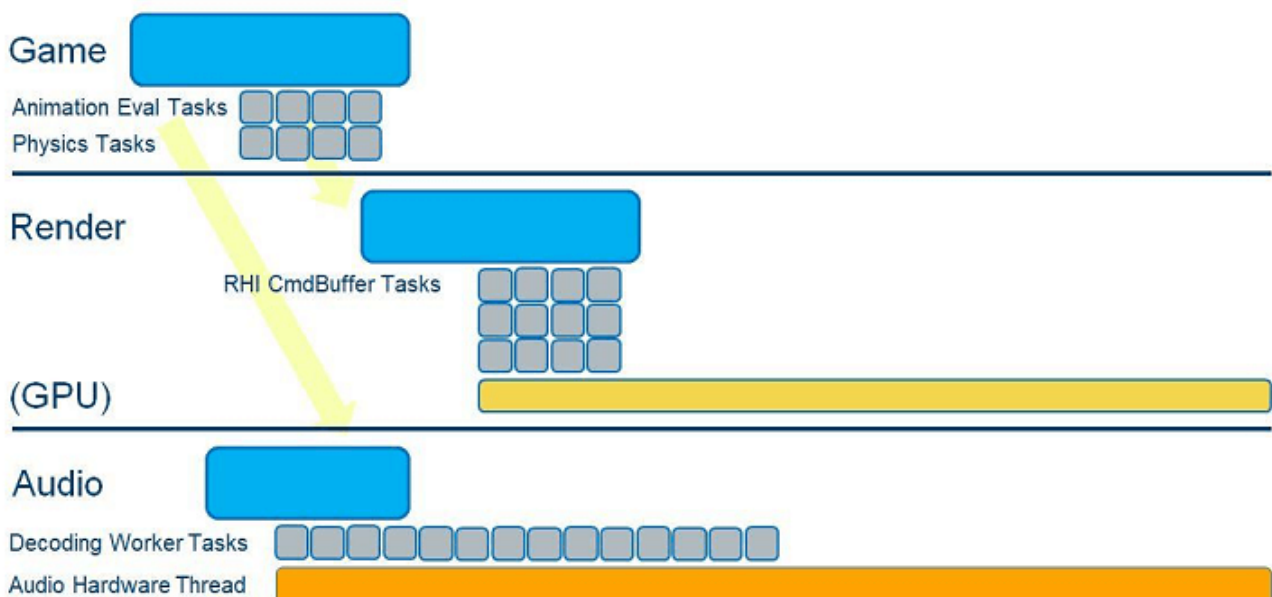 Game
Animation Eval Tasks
Physics Tasks
Render
RHI CmdBuffer Tasks
(GPU)
Audio
Decoding Worker Tasks
Audio Hardware Thread